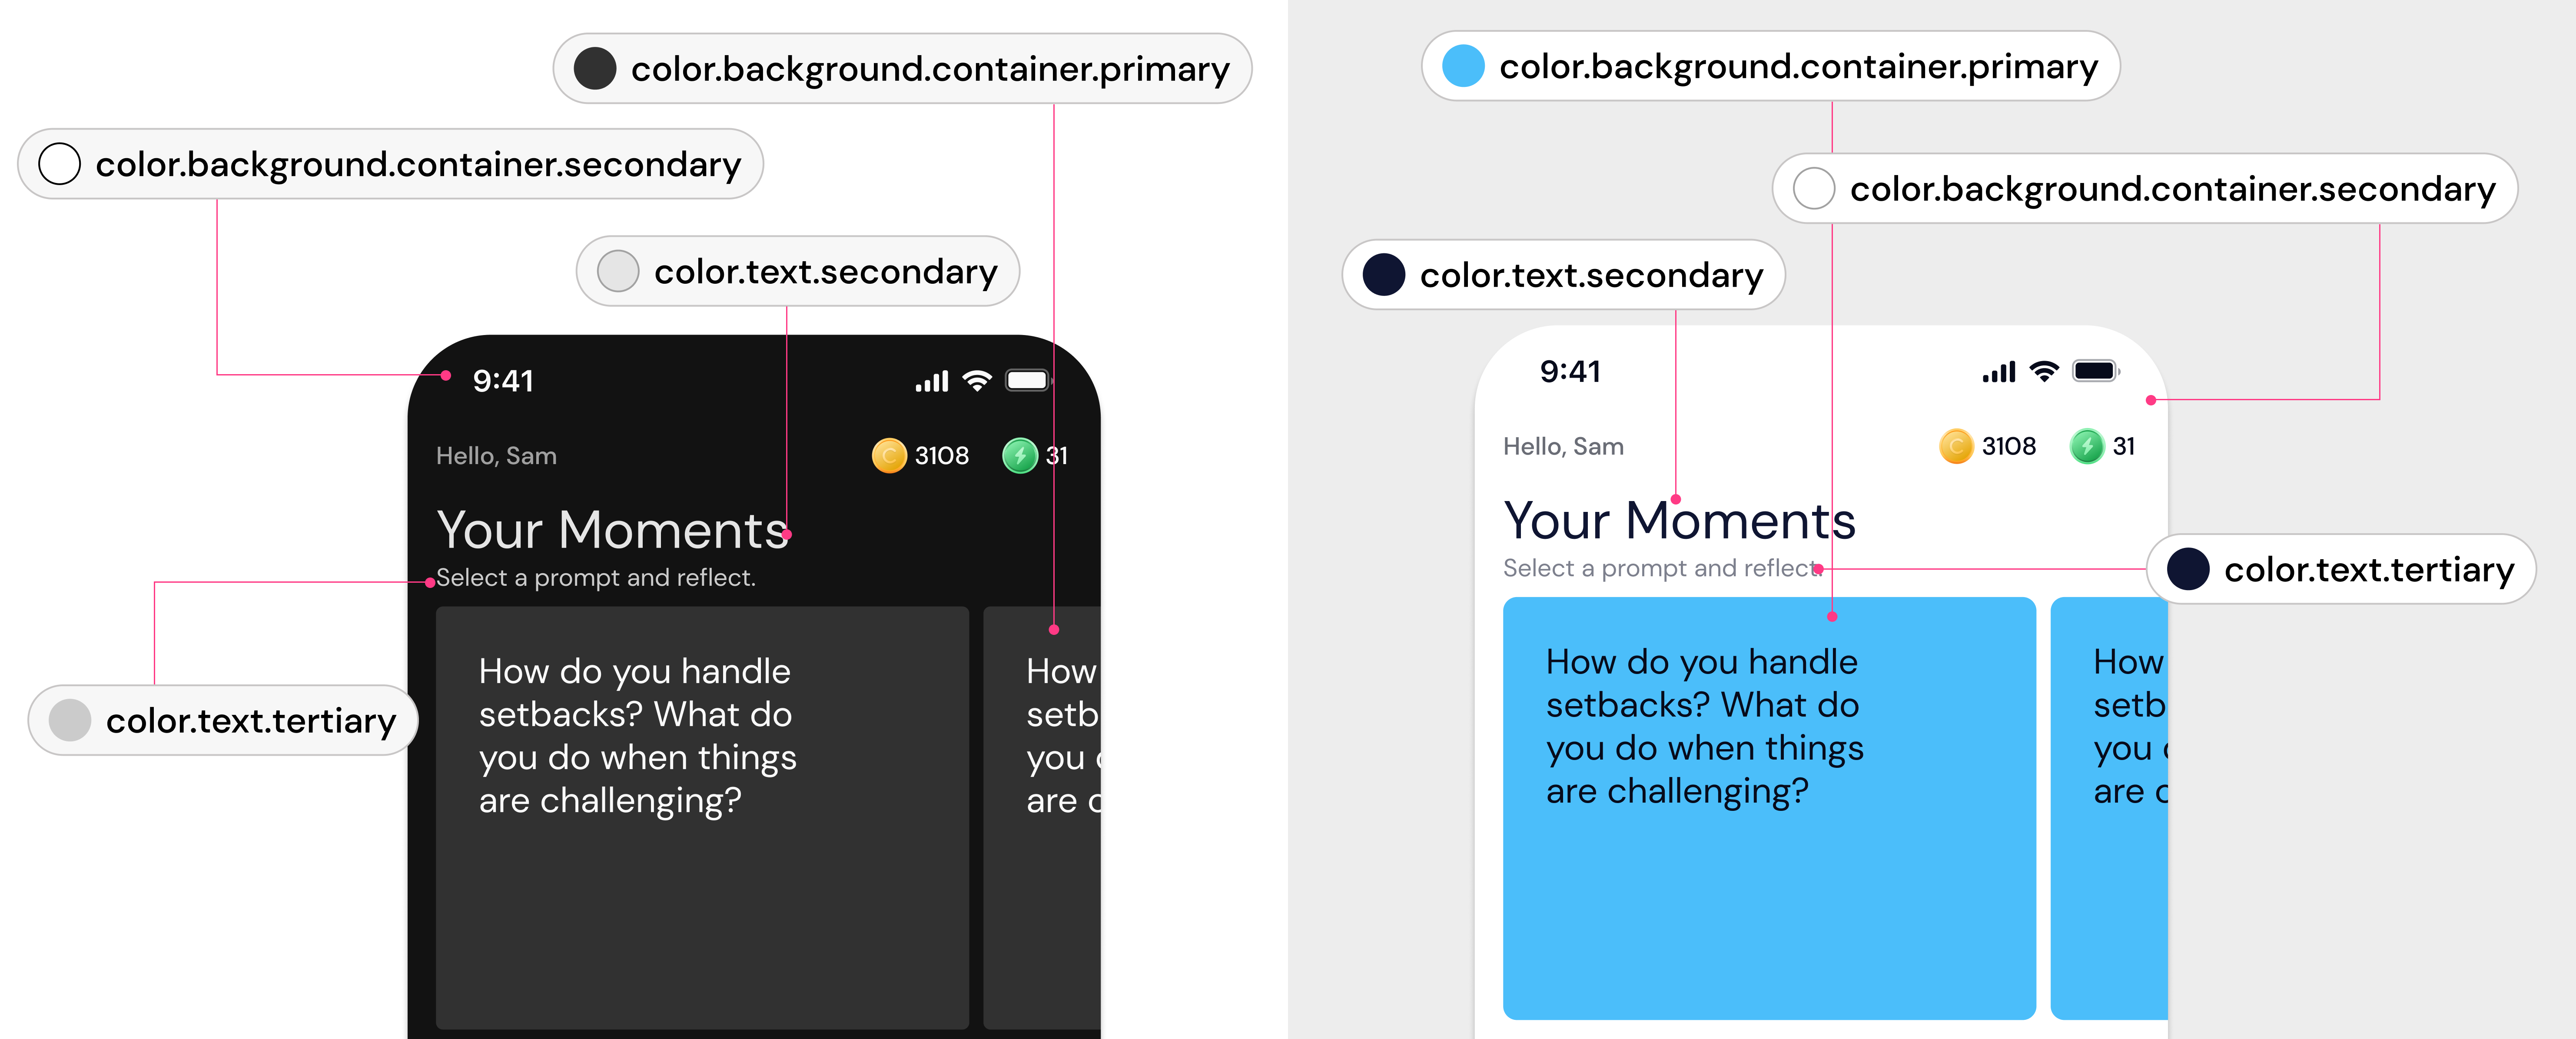 color.background.container.primary
color.background.container.secondary
color.text.secondary
9:41
Hello, Sam
C 3108
31
Your Moments
Select a prompt and reflect.
color.text.tertiary
How do you handle
setbacks? What do
you do when things
are challenging?
How
setb
you
are
color.background.container.primary
color.background.container.secondary
color.text.secondary
9:41
Hello, Sam
C 3108
31
Your Moments
Select a prompt and reflect.
color.text.tertiary
How do you handle
setbacks? What do
you do when things
are challenging?
How
setb
you
are